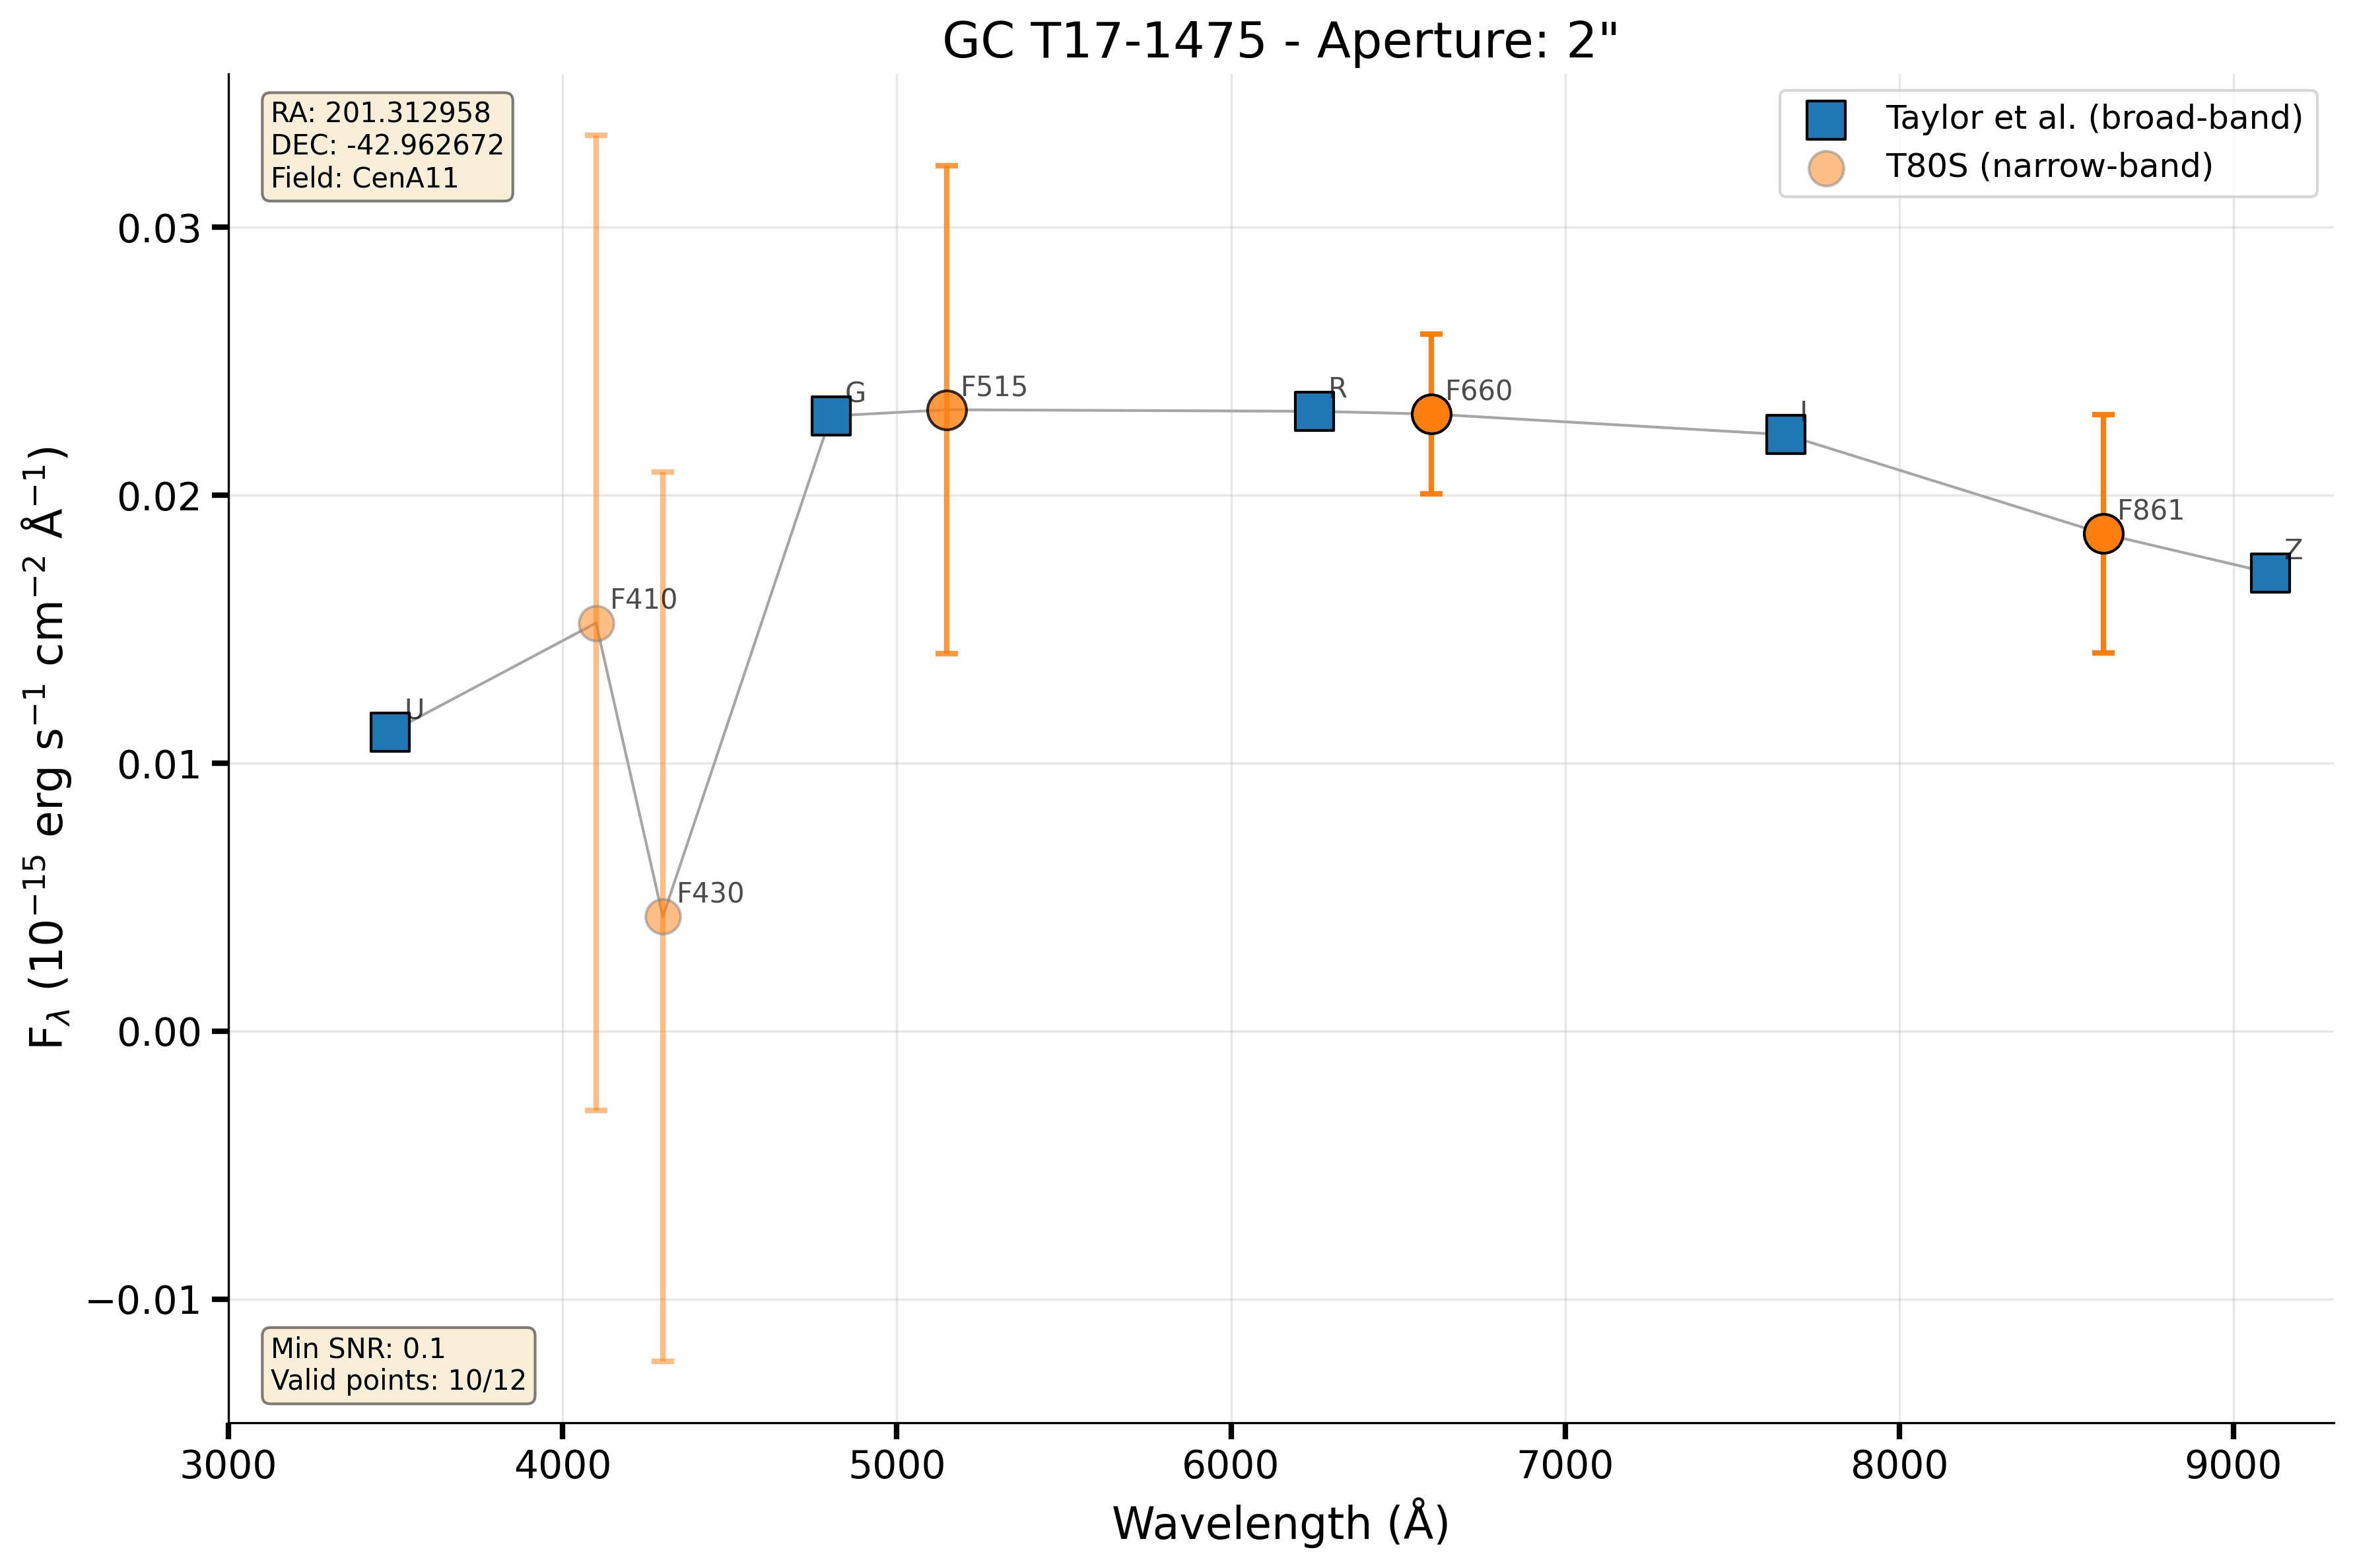 GC T17-1475 - Aperture: 2"
RA: 201.312958
DEC: -42.962672
Field: CenA11
Taylor et al. (broad-band)
T80S (narrow-band)
F_λ (10^−15 erg s^−1 cm^−2 Å^−1)
0.03
0.02
0.01
0.00
−0.01
U
F410
F430
G
F515
R
F660
I
F861
Z
Min SNR: 0.1
Valid points: 10/12
3000 4000 5000 6000 7000 8000 9000
Wavelength (Å)